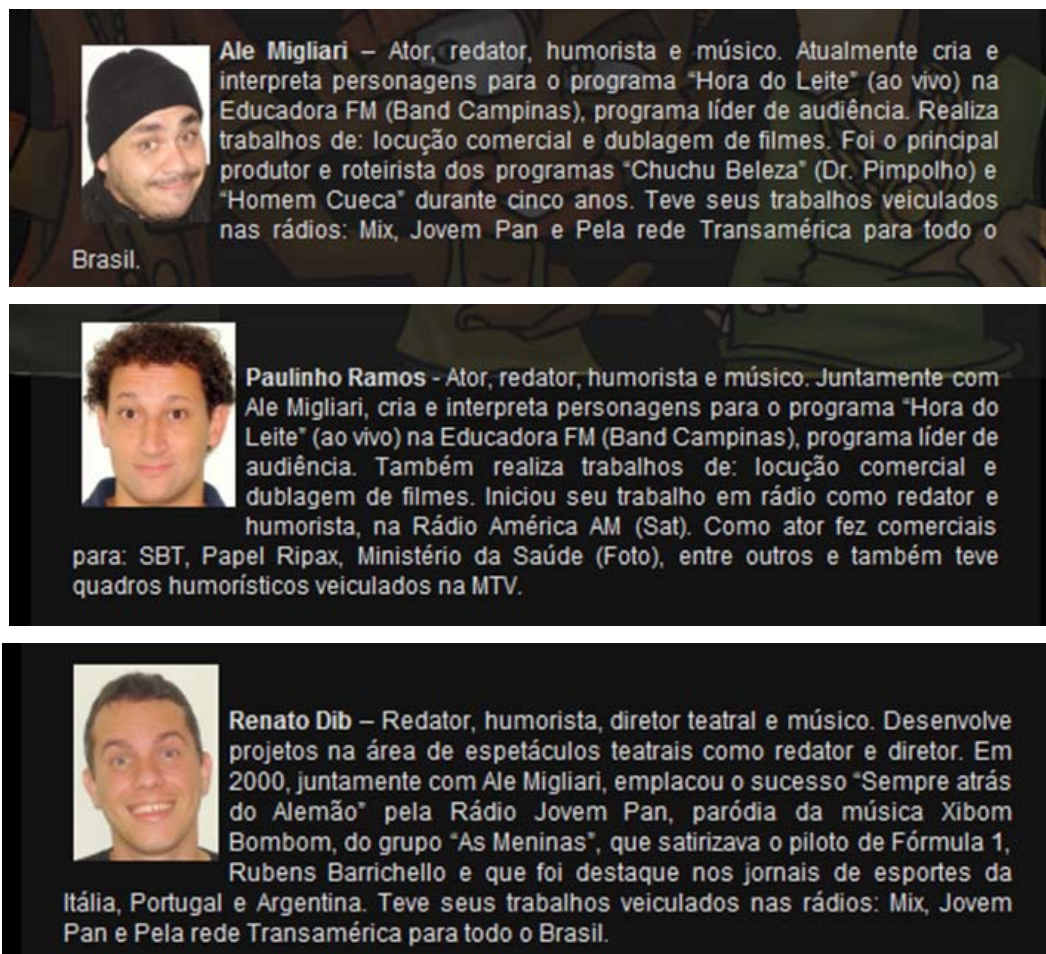 Ale Migliari – Ator, redator, humorista e músico. Atualmente cria e
interpreta personagens para o programa “Hora do Leite” (ao vivo) na
Educadora FM (Band Campinas), programa líder de audiência. Realiza
trabalhos de: locução comercial e dublagem de filmes. Foi o principal
produtor e roteirista dos programas “Chuchu Beleza” (Dr. Pimpolho) e
“Homem Cueca” durante cinco anos. Teve seus trabalhos veiculados
nas rádios: Mix, Jovem Pan e Pela rede Transamérica para todo o
Brasil.
Paulinho Ramos - Ator, redator, humorista e músico. Juntamente com
Ale Migliari, cria e interpreta personagens para o programa “Hora do
Leite” (ao vivo) na Educadora FM (Band Campinas), programa líder de
audiência. Também realiza trabalhos de: locução comercial e
dublagem de filmes. Iniciou seu trabalho em rádio como redator e
humorista, na Rádio América AM (Sat). Como ator fez comerciais
para: SBT, Papel Ripax, Ministério da Saúde (Foto), entre outros e também teve
quadros humorísticos veiculados na MTV.
Renato Dib – Redator, humorista, diretor teatral e músico. Desenvolve
projetos na área de espetáculos teatrais como redator e diretor. Em
2000, juntamente com Ale Migliari, emplacou o sucesso “Sempre atrás
do Alemão” pela Rádio Jovem Pan, paródia da música Xibom
Bombom, do grupo “As Meninas”, que satirizava o piloto de Fórmula 1,
Rubens Barrichello e que foi destaque nos jornais de esportes da
Itália, Portugal e Argentina. Teve seus trabalhos veiculados nas rádios: Mix, Jovem
Pan e Pela rede Transamérica para todo o Brasil.